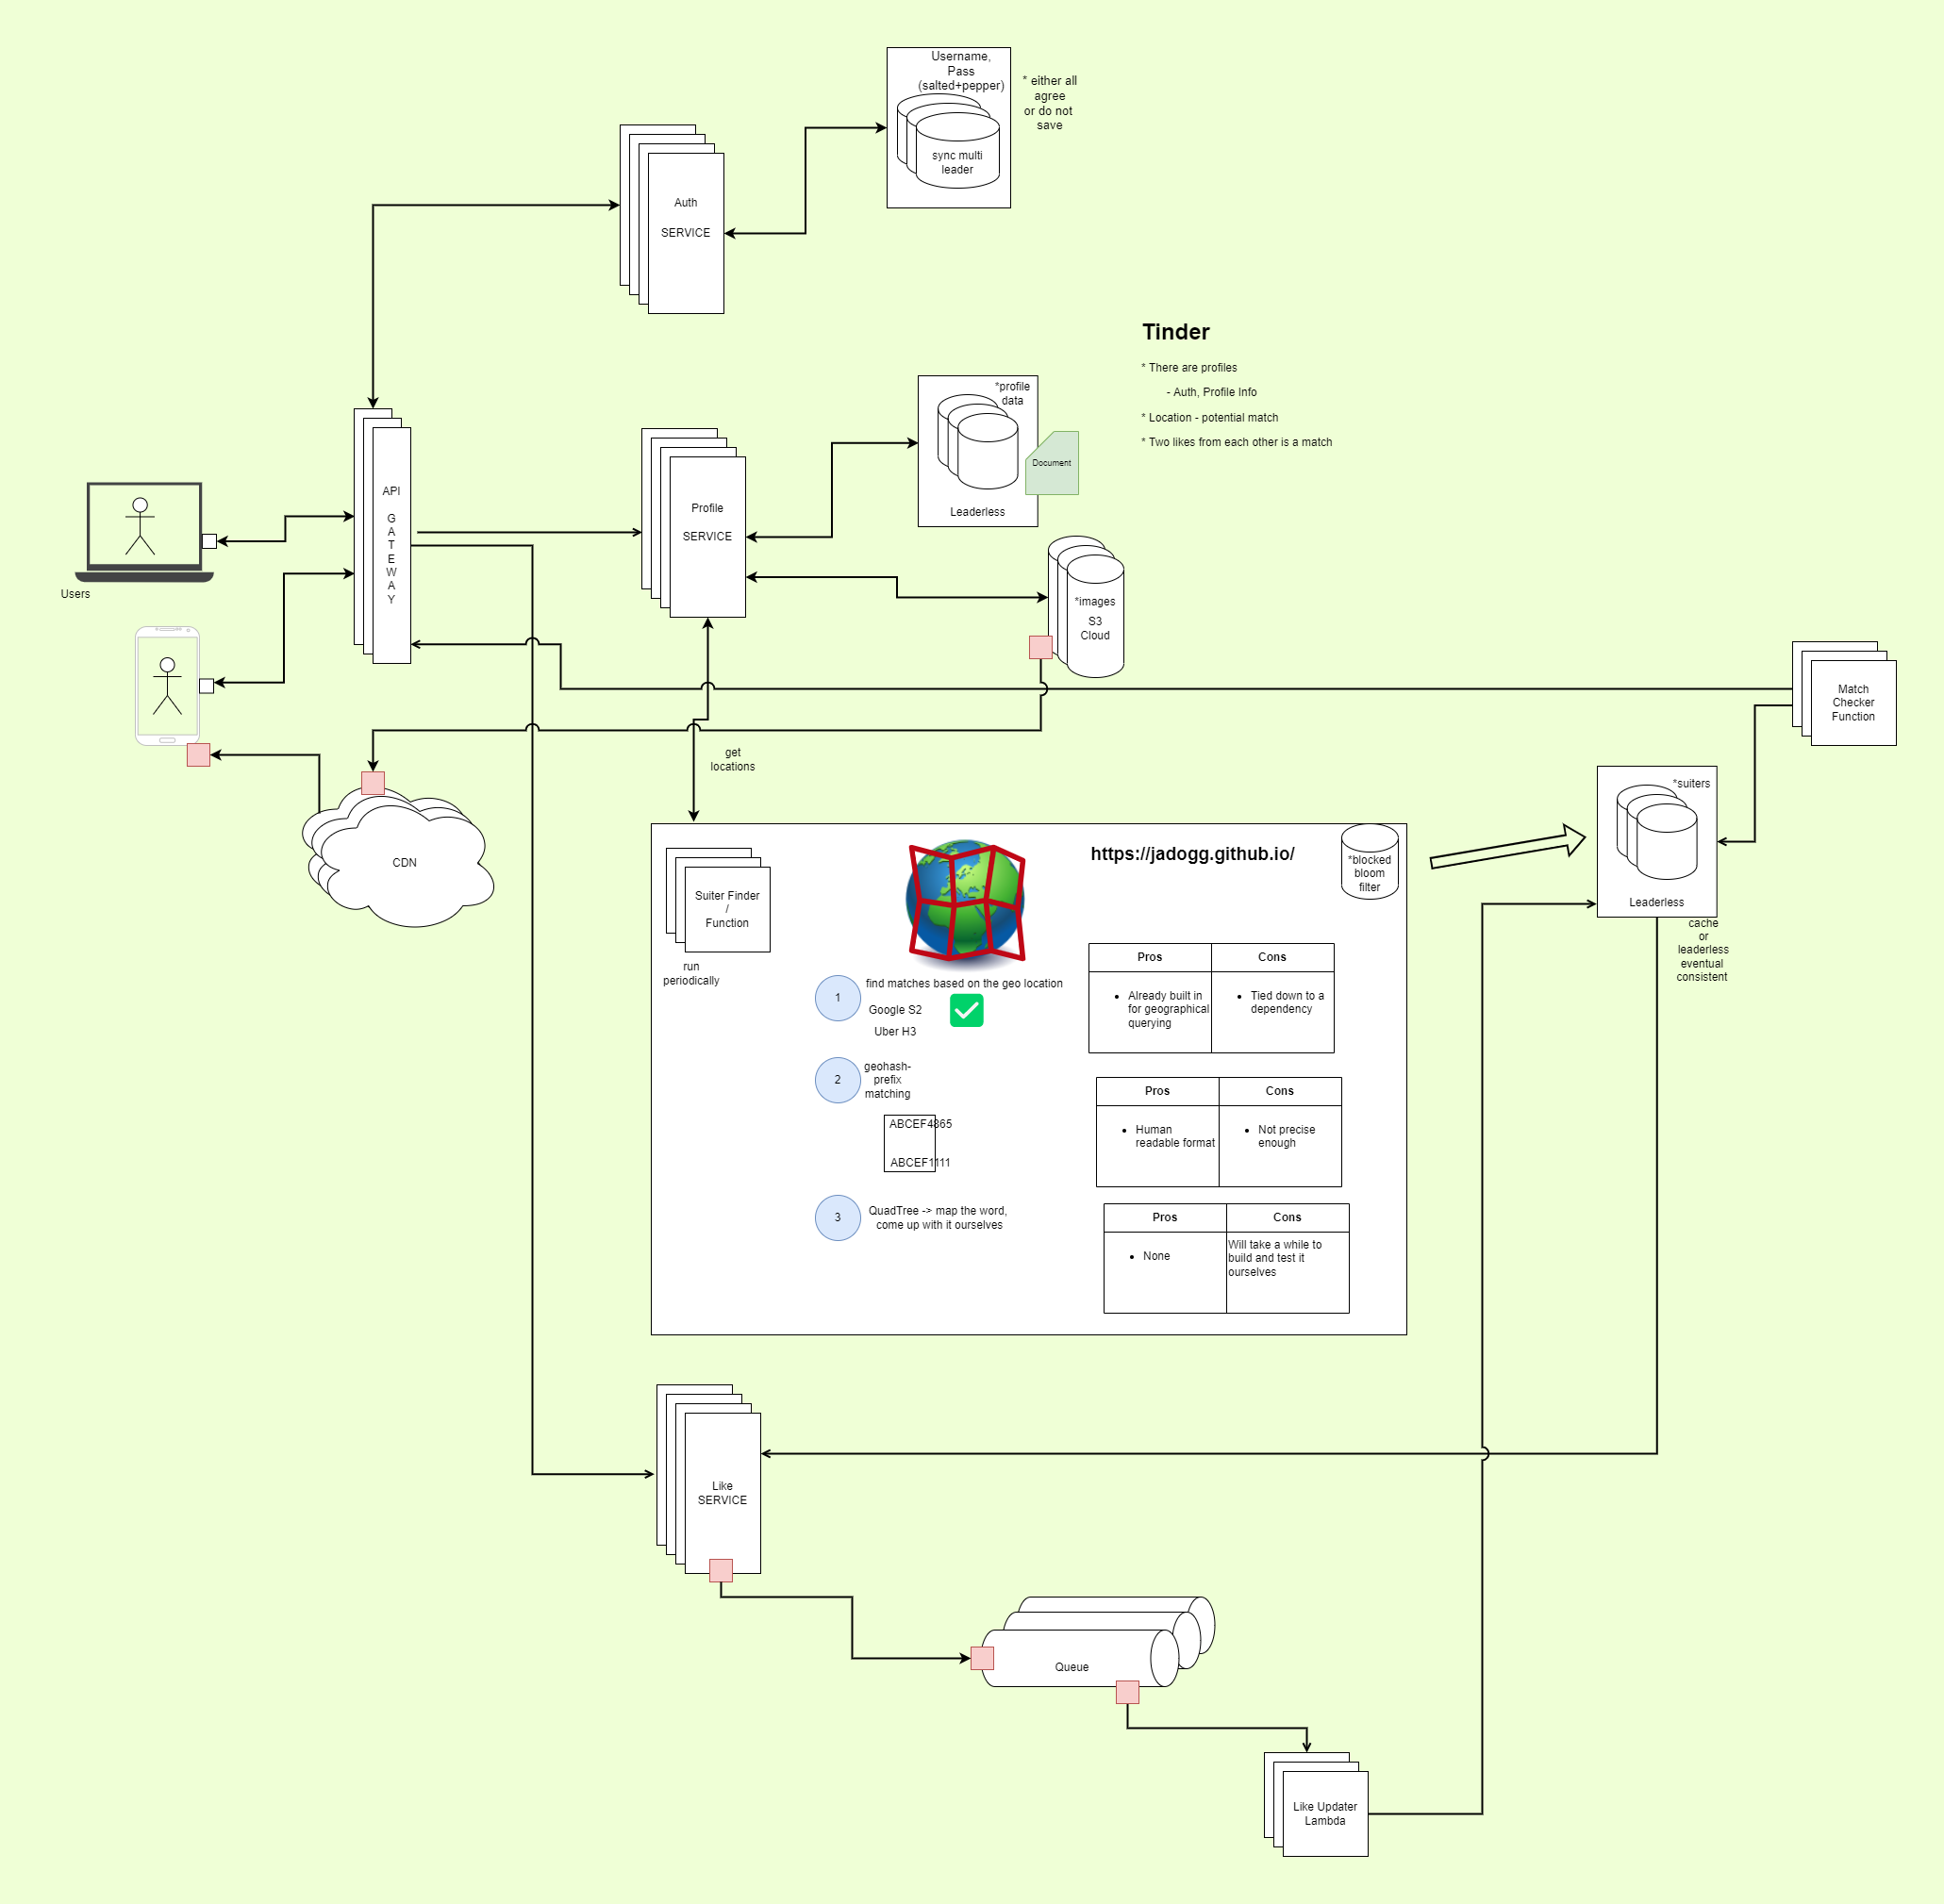 Username,
Pass
(salted+pepper)
sync multi
leader
* either all
agree
or do not
save
Auth
SERVICE
Tinder
* There are profiles
- Auth, Profile Info
* Location - potential match
* Two likes from each other is a match
*profile
data
Document
Leaderless
API
G
A
T
E
W
A
Y
Profile
SERVICE
Users
*images
S3
Cloud
Match
Checker
Function
get
locations
CDN
*suiters
Leaderless
cache
or
leaderless
eventual
consistent
https://jadogg.github.io/
*blocked
bloom
filter
Suiter Finder
/
Function
run
periodically
1
find matches based on the geo location
Google S2
Uber H3
Pros
Cons
Already built in
for geographical
querying
Tied down to a
dependency
2
geohash-
prefix
matching
ABCEF4865
ABCEF1111
Pros
Cons
Human
readable format
Not precise
enough
3
QuadTree -> map the word,
come up with it ourselves
Pros
Cons
None
Will take a while to
build and test it
ourselves
Like
SERVICE
Queue
Like Updater
Lambda